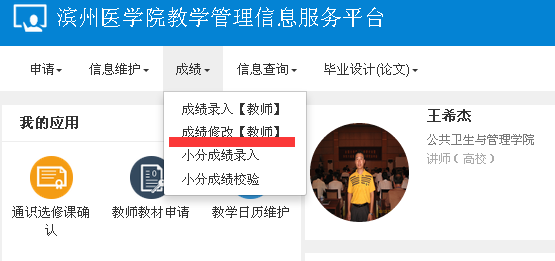 滨州医学院教学管理信息服务平台
申请 信息维护 成绩 信息查询 毕业设计(论文)
成绩录入【教师】
成绩修改【教师】
小分成绩录入
小分成绩校验
我的应用
通识选修课确
认
教师教材申请
教学日历维护
王希杰
公共卫生与管理学院
讲师（高校）